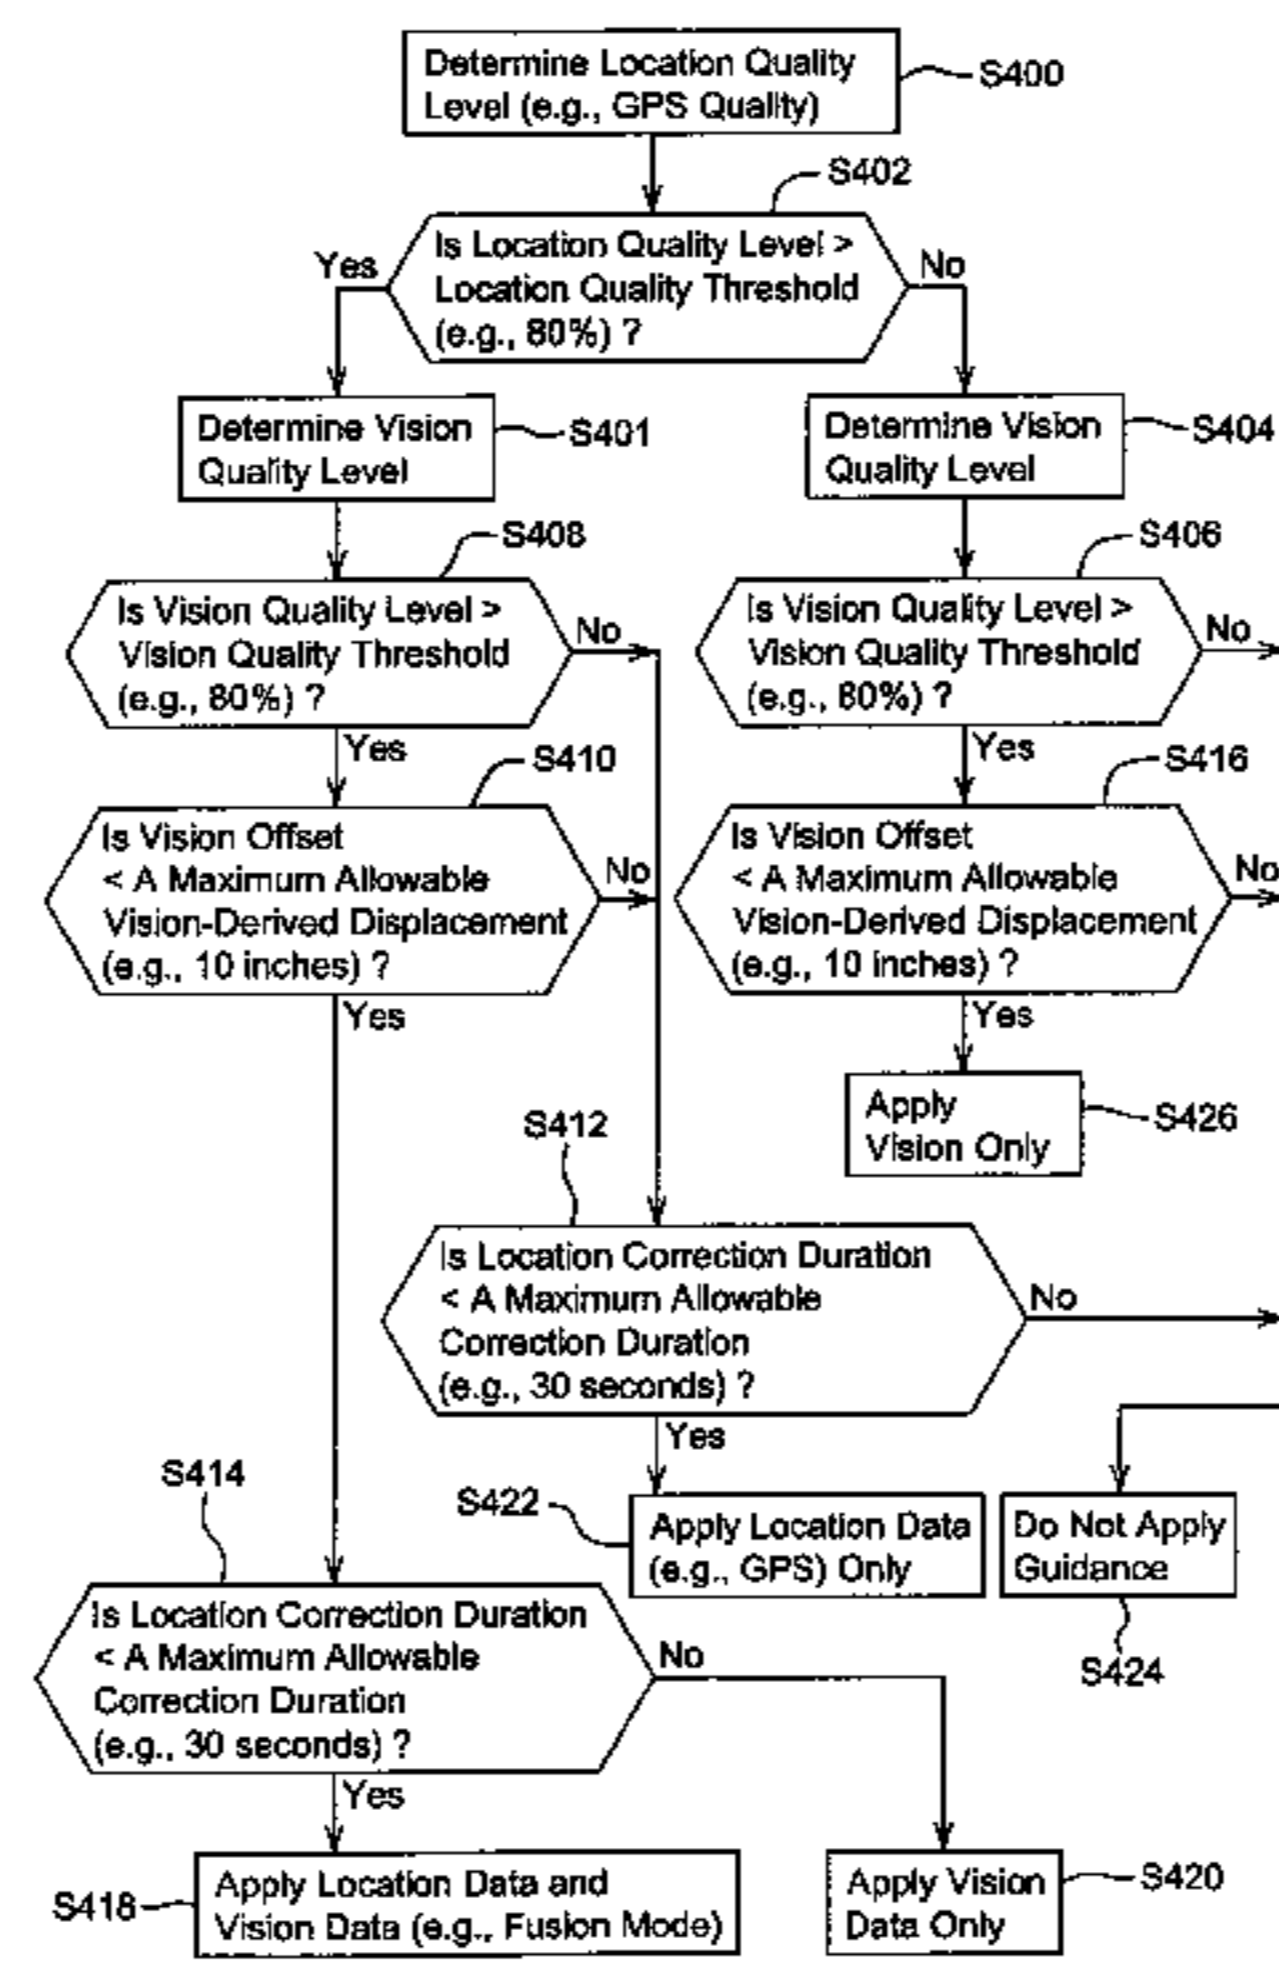 Determine Location Quality
Level (e.g., GPS Quality)
S400
S402
Is Location Quality Level >
Location Quality Threshold
(e.g., 80%) ?
Yes
No
Determine Vision
Quality Level
S401
Determine Vision
Quality Level
S404
S408
Is Vision Quality Level >
Vision Quality Threshold
(e.g., 80%) ?
No
Yes
S406
Is Vision Quality Level >
Vision Quality Threshold
(e.g., 80%) ?
No
Yes
S410
Is Vision Offset
< A Maximum Allowable
Vision-Derived Displacement
(e.g., 10 inches) ?
No
Yes
S416
Is Vision Offset
< A Maximum Allowable
Vision-Derived Displacement
(e.g., 10 inches) ?
No
Yes
Apply
Vision Only
S426
S412
Is Location Correction Duration
< A Maximum Allowable
Correction Duration
(e.g., 30 seconds) ?
No
Yes
S422
Apply Location Data
(e.g., GPS) Only
Do Not Apply
Guidance
S424
S414
Is Location Correction Duration
< A Maximum Allowable
Correction Duration
(e.g., 30 seconds) ?
No
Yes
S418
Apply Location Data and
Vision Data (e.g., Fusion Mode)
Apply Vision
Data Only
S420